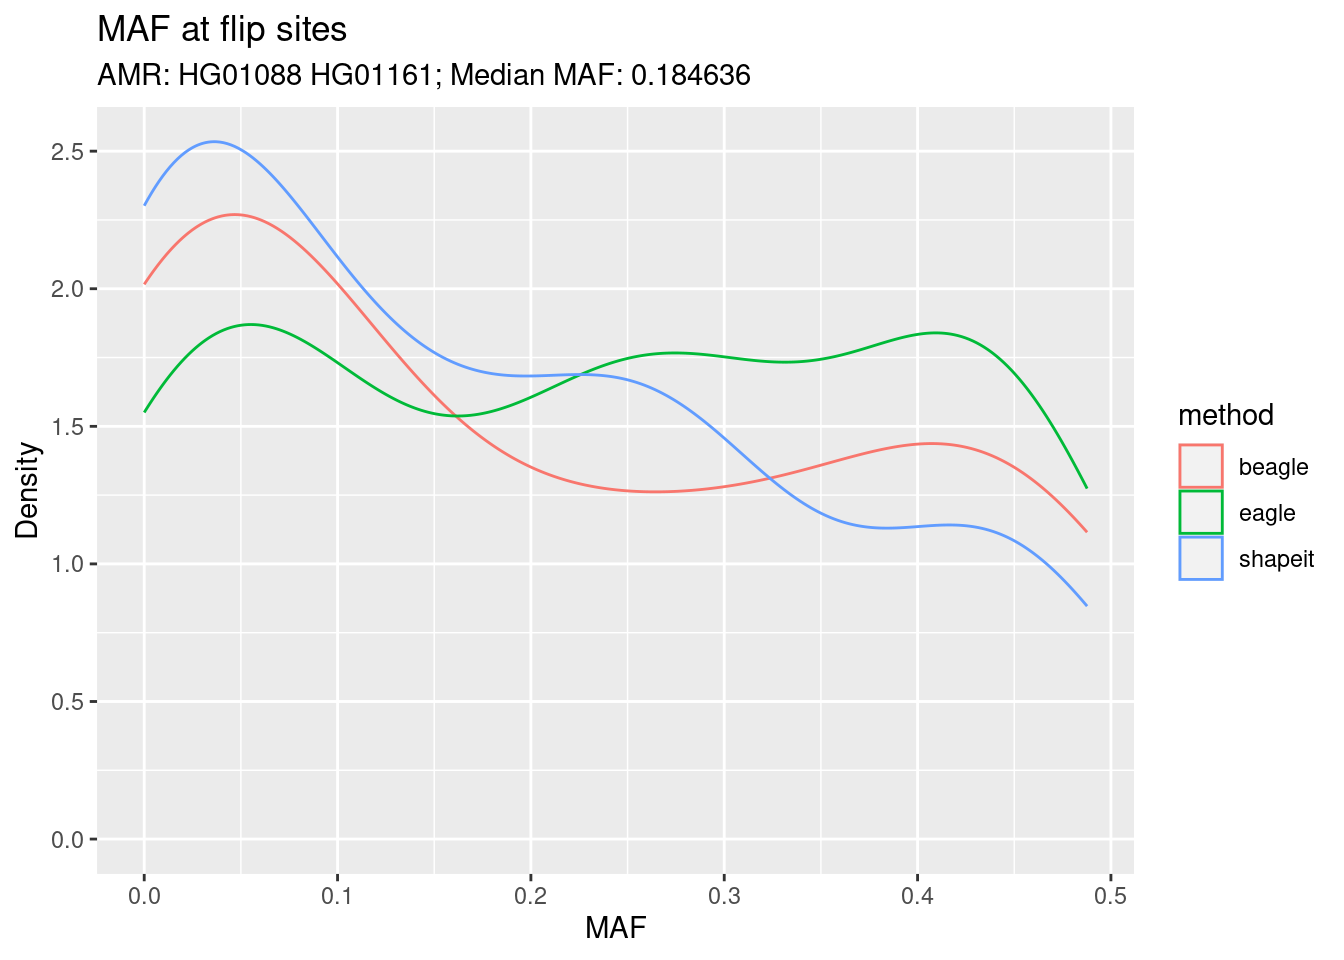 MAF at flip sites
AMR: HG01088 HG01161; Median MAF: 0.184636
2.5
2.0
1.5
1.0
0.5
0.0
Density
0.0 0.1 0.2 0.3 0.4 0.5
MAF
method
beagle
eagle
shapeit